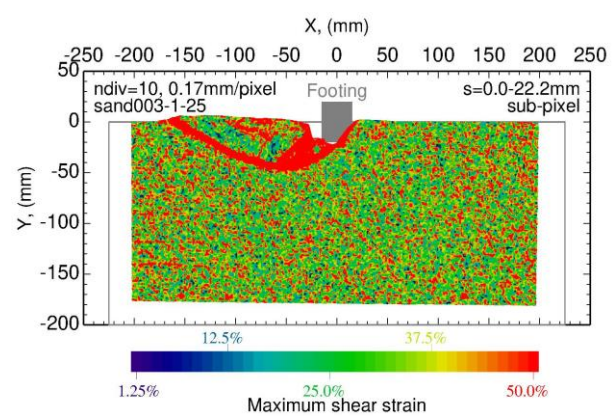 X, (mm)
-250 -200 -150 -100 -50 0 50 100 150 200 250
50
ndiv=10, 0.17mm/pixel Footing s=0.0-22.2mm
sand003-1-25 sub-pixel
0
-50
Y, (mm)
-100
-150
-200
12.5% 37.5%
1.25% 25.0% 50.0%
Maximum shear strain